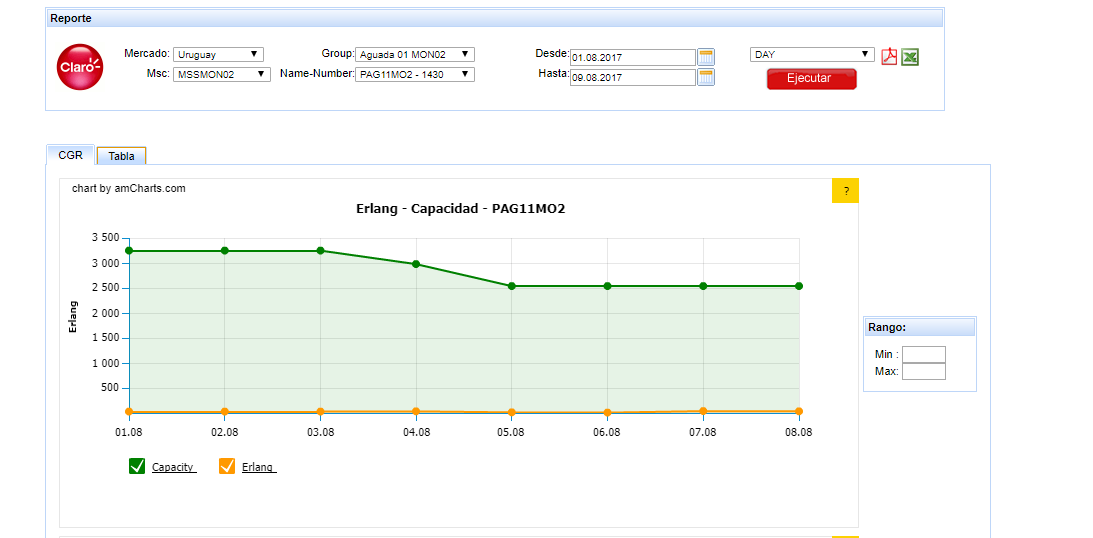 Reporte
Claro
Mercado: Uruguay Group: Aguada 01 MON02 Desde: 01.08.2017 DAY
Msc: MSSMON02 Name-Number: PAG11MO2 - 1430 Hasta: 09.08.2017 Ejecutar
CGR Tabla
chart by amCharts.com ?
Erlang - Capacidad - PAG11MO2
3 500
3 000
2 500
2 000
1 500
1 000
500
Erlang
01.08 02.08 03.08 04.08 05.08 06.08 07.08 08.08
Capacity Erlang
Rango:
Min :
Max: